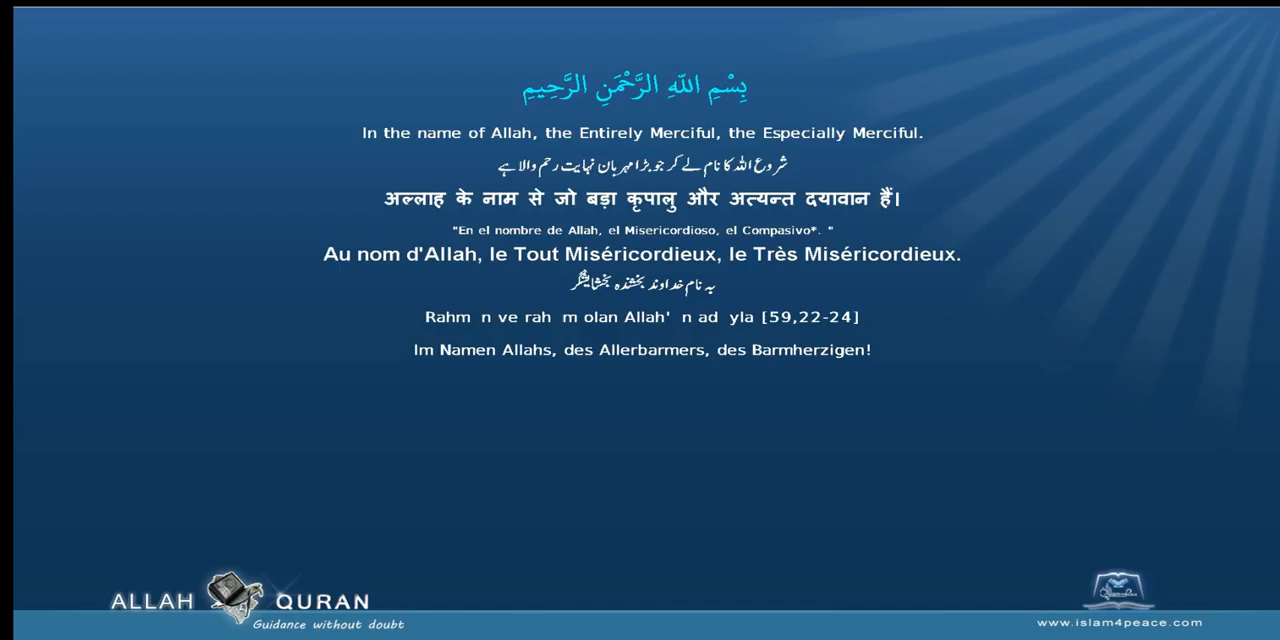 بِسْمِ اللّٰهِ الرَّحْمَنِ الرَّحِيمِ
In the name of Allah, the Entirely Merciful, the Especially Merciful.
شروع الله کا نام لے کر جو بڑا مہربان نہایت رحم والا ہے
अल्लाह के नाम से जो बड़ा कृपालु और अत्यन्त दयावान हैं।
"En el nombre de Allah, el Misericordioso, el Compasivo*. "
Au nom d'Allah, le Tout Miséricordieux, le Très Miséricordieux.
به نام خداوند بخشنده بخشایشگر
Rahm n ve rah m olan Allah' n ad yla [59,22-24]
Im Namen Allahs, des Allerbarmers, des Barmherzigen!
ALLAH QURAN
Guidance without doubt
www.islam4peace.com